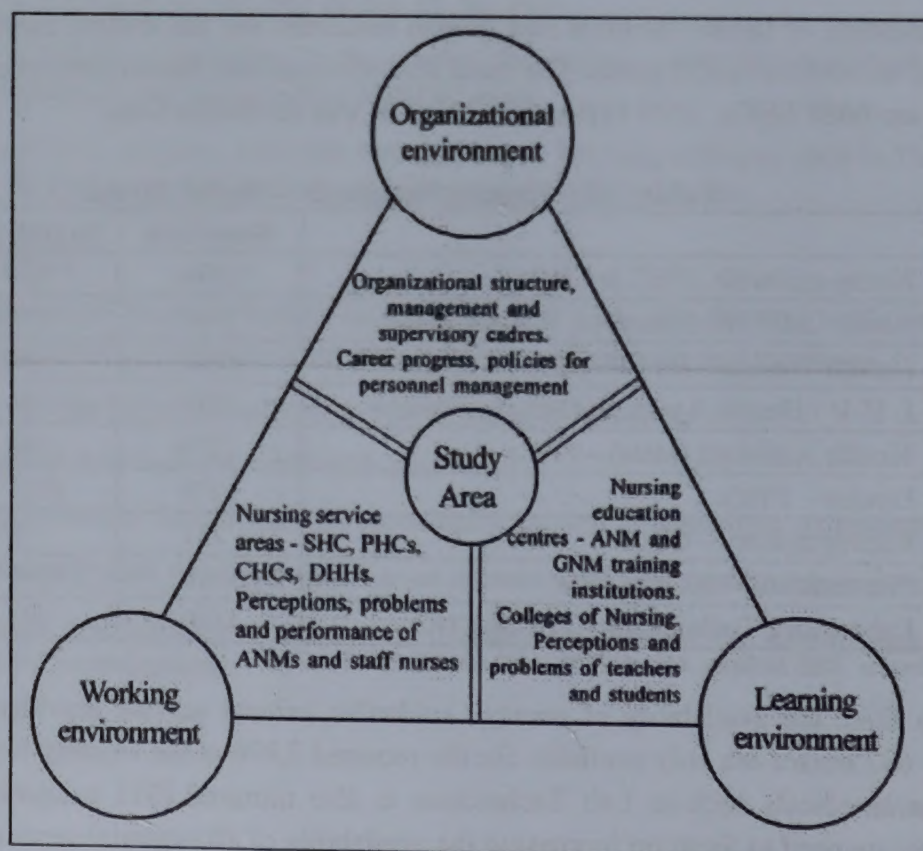 Organizational
environment
Organizational structure,
management and
supervisory cadres.
Career progress, policies for
personnel management
Study
Area
Nursing service
areas - SHC, PHCs,
CHCs, DHHs.
Perceptions, problems
and performance of
ANMs and staff nurses
Nursing
education
centres - ANM and
GNM training
institutions.
Colleges of Nursing.
Perceptions and
problems of teachers
and students
Working
environment
Learning
environment